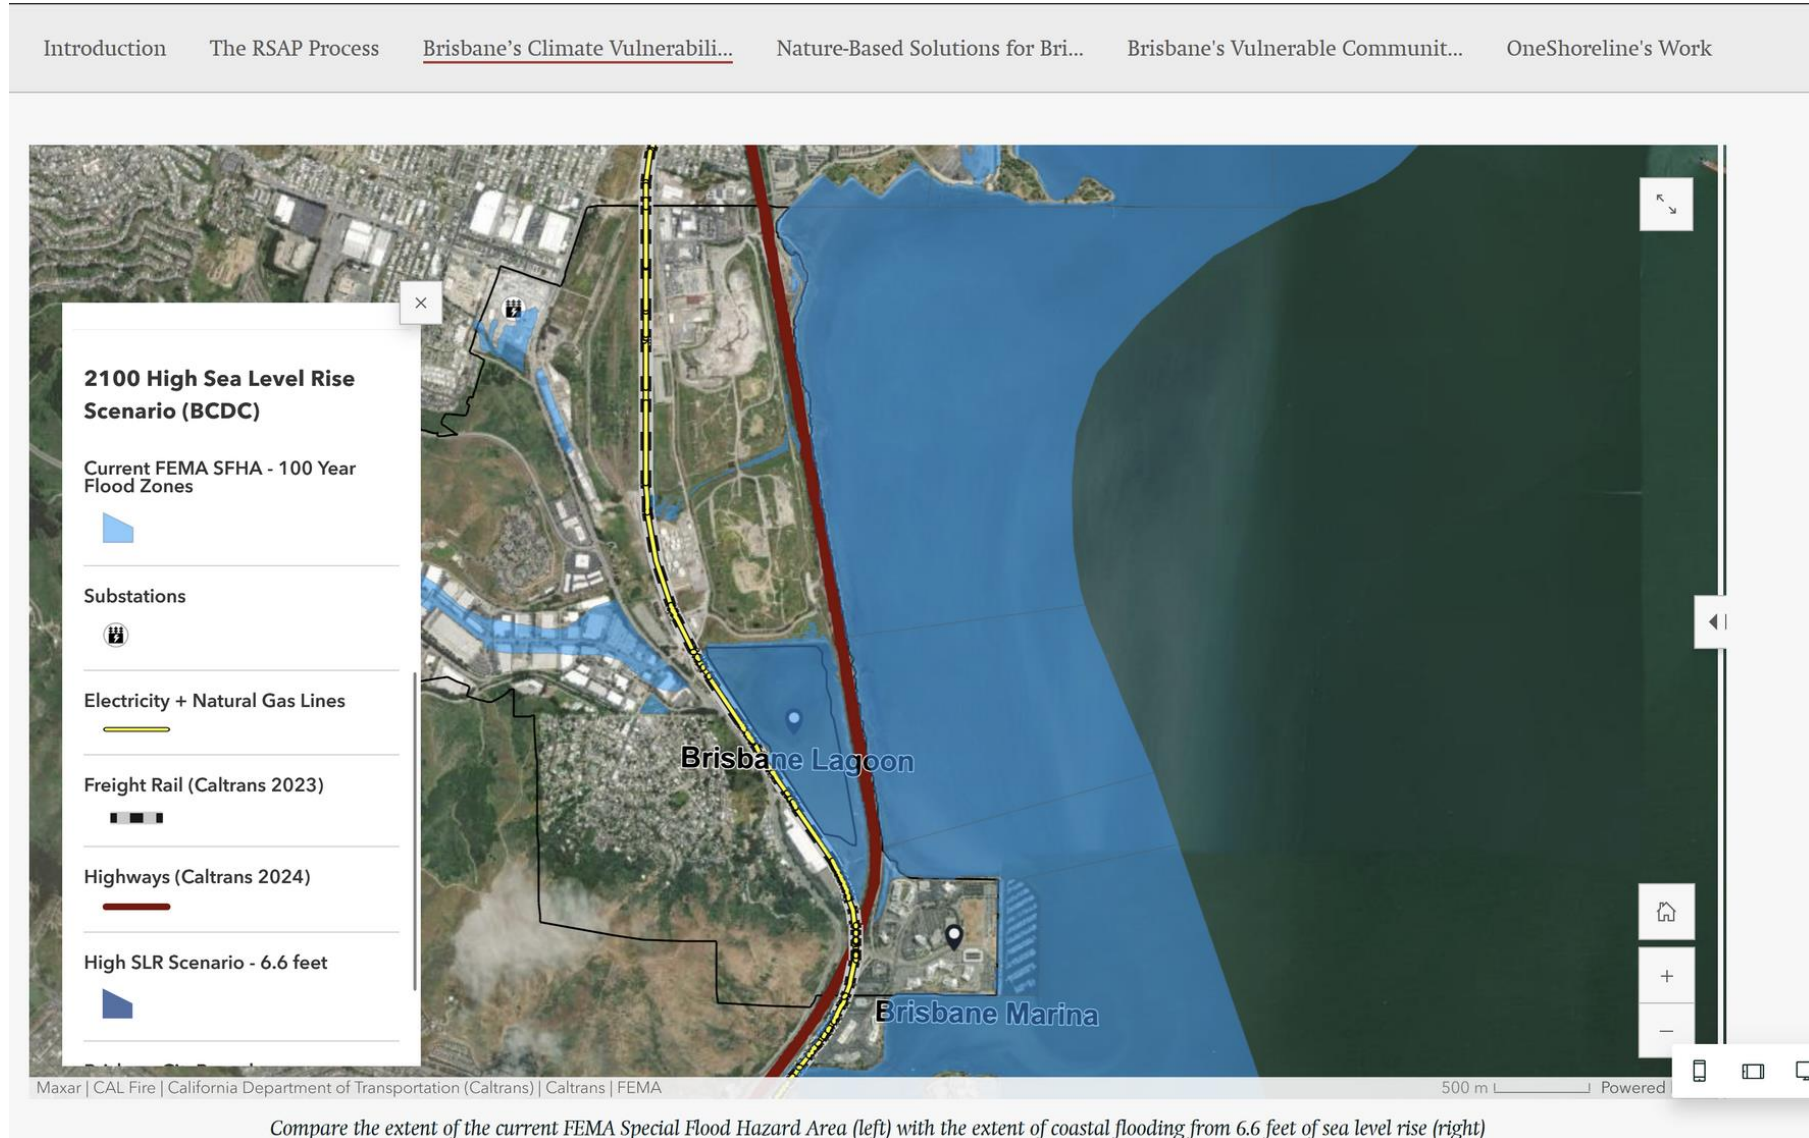 Introduction
The RSAP Process
Brisbane's Climate Vulnerabili...
Nature-Based Solutions for Bri...
Brisbane's Vulnerable Communit...
OneShoreline's Work
2100 High Sea Level Rise
Scenario (BCDC)
Current FEMA SFHA - 100 Year
Flood Zones
Substations
Electricity + Natural Gas Lines
Freight Rail (Caltrans 2023)
Highways (Caltrans 2024)
High SLR Scenario - 6.6 feet
Brisbane Lagoon
Brisbane Marina
Maxar | CAL Fire | California Department of Transportation (Caltrans) | Caltrans | FEMA
500 m
Powered
Compare the extent of the current FEMA Special Flood Hazard Area (left) with the extent of coastal flooding from 6.6 feet of sea level rise (right)